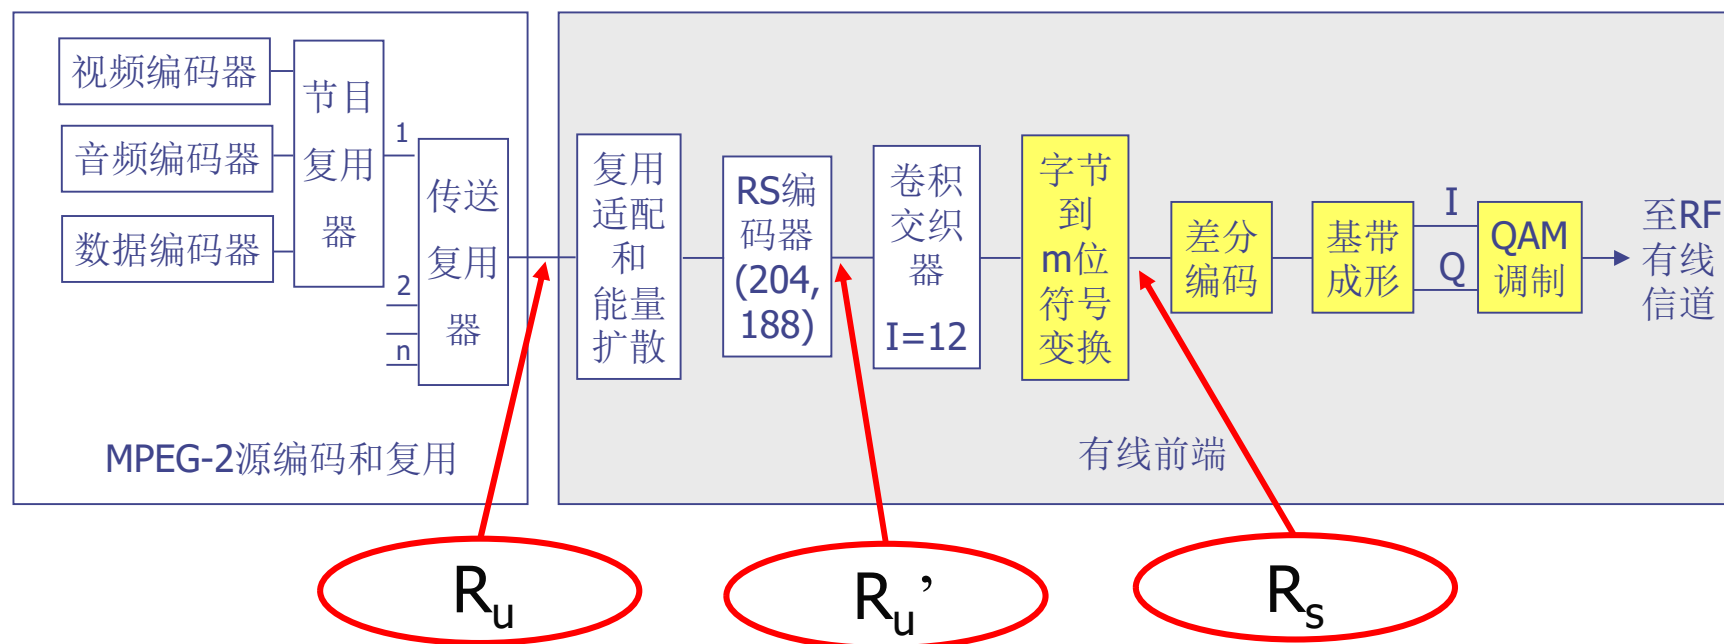 视频编码器
音频编码器
数据编码器
节目
复用
器
1
2
n
传送
复用
器
MPEG-2源编码和复用
复用
适配
和
能量
扩散
RS编
码器
(204,
188)
卷积
交织
器
I=12
字节
到
m位
符号
变换
差分
编码
基带
成形
I
Q
QAM
调制
至RF
有线
信道
有线前端
Ru
Ru’
Rs